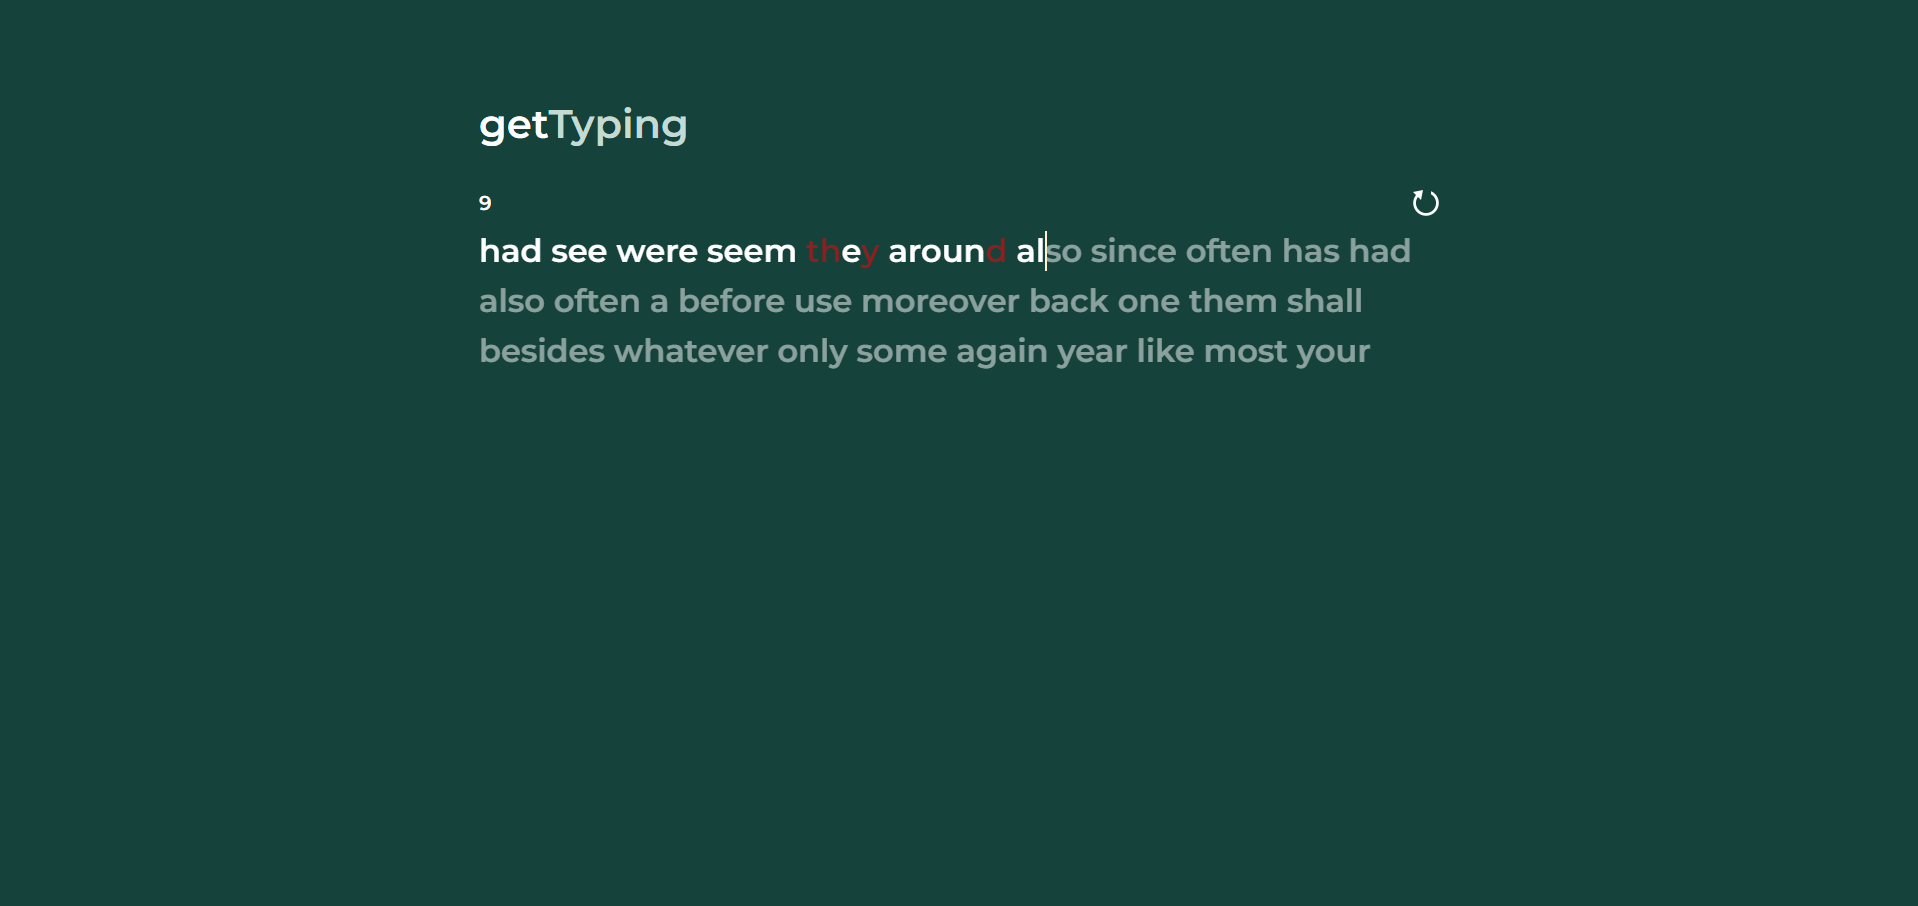 getTyping
9
had see were seem they around also since often has had
also often a before use moreover back one them shall
besides whatever only some again year like most your